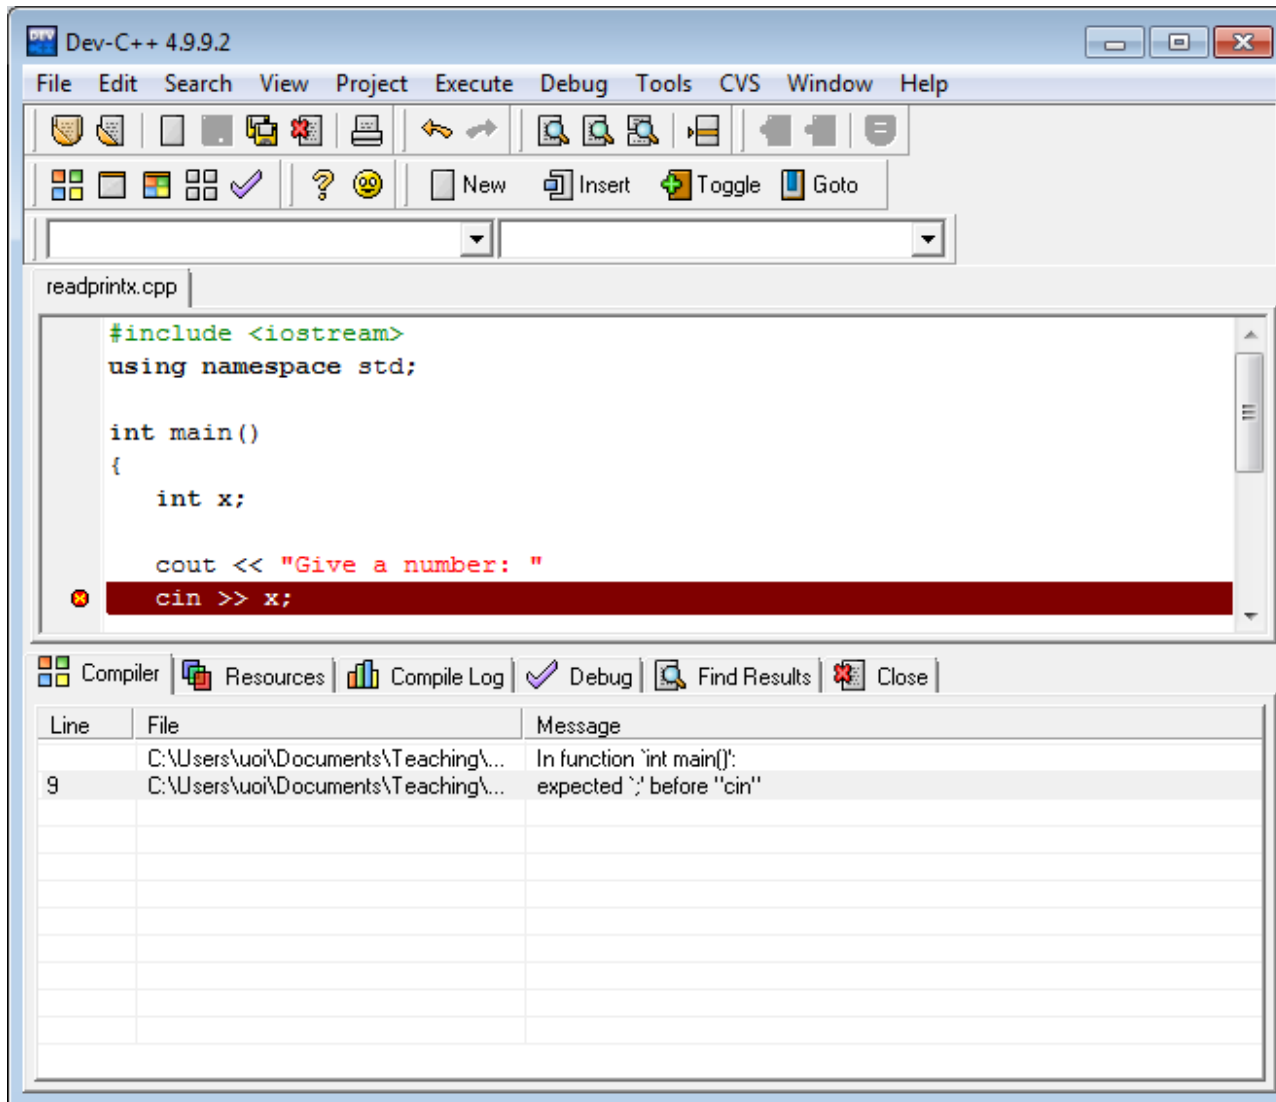 Dev-C++ 4.9.9.2
File Edit Search View Project Execute Debug Tools CVS Window Help
New Insert Toggle Goto
readprintx.cpp
#include <iostream>
using namespace std;
int main()
{
int x;
cout << "Give a number: "
cin >> x;
Compiler Resources Compile Log Debug Find Results Close
Line File Message
C:\Users\uoi\Documents\Teaching\... In function `int main()':
9 C:\Users\uoi\Documents\Teaching\... expected `;' before "cin"